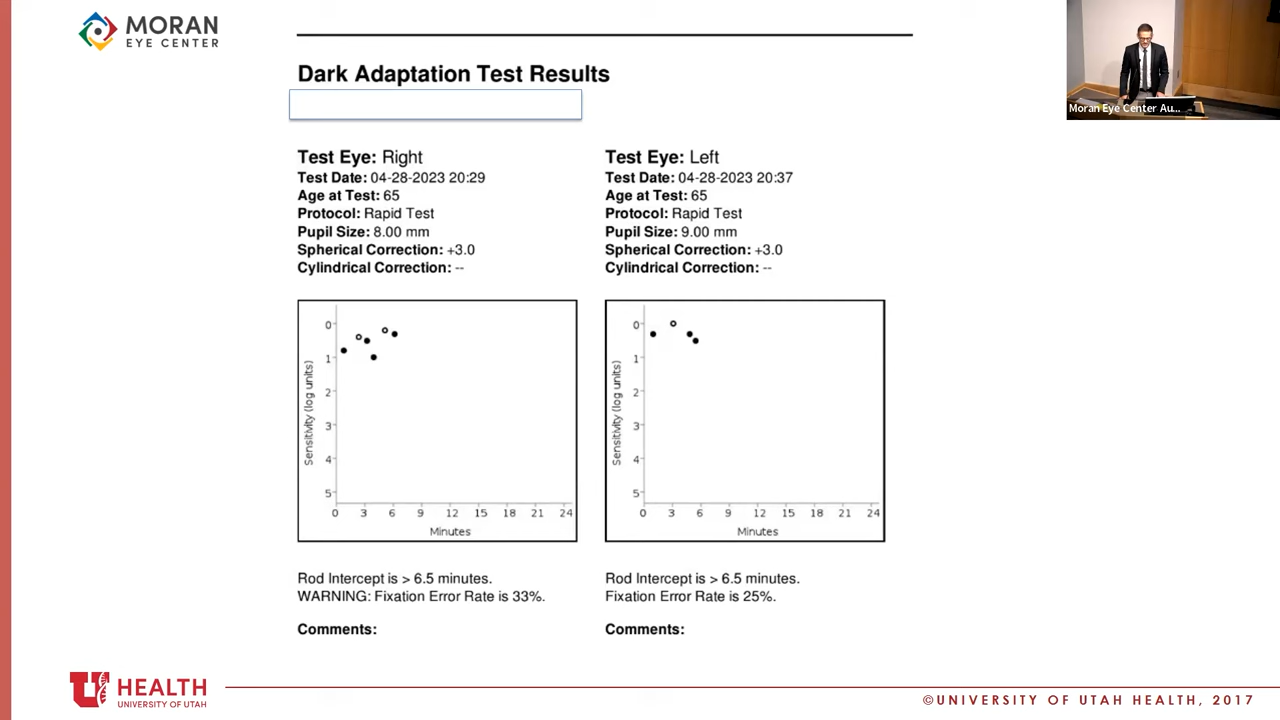 MORAN
EYE CENTER
Moran Eye Center Au...
Dark Adaptation Test Results
Test Eye: Right
Test Date: 04-28-2023 20:29
Age at Test: 65
Protocol: Rapid Test
Pupil Size: 8.00 mm
Spherical Correction: +3.0
Cylindrical Correction: --
Test Eye: Left
Test Date: 04-28-2023 20:37
Age at Test: 65
Protocol: Rapid Test
Pupil Size: 9.00 mm
Spherical Correction: +3.0
Cylindrical Correction: --
Sensitivity (log units)
0
1
2
3
4
5
0 3 6 9 12 15 18 21 24
Minutes
Sensitivity (log units)
0
1
2
3
4
5
0 3 6 9 12 15 18 21 24
Minutes
Rod Intercept is > 6.5 minutes.
WARNING: Fixation Error Rate is 33%.
Comments:
Rod Intercept is > 6.5 minutes.
Fixation Error Rate is 25%.
Comments:
U HEALTH
UNIVERSITY OF UTAH
©UNIVERSITY OF UTAH HEALTH, 2017